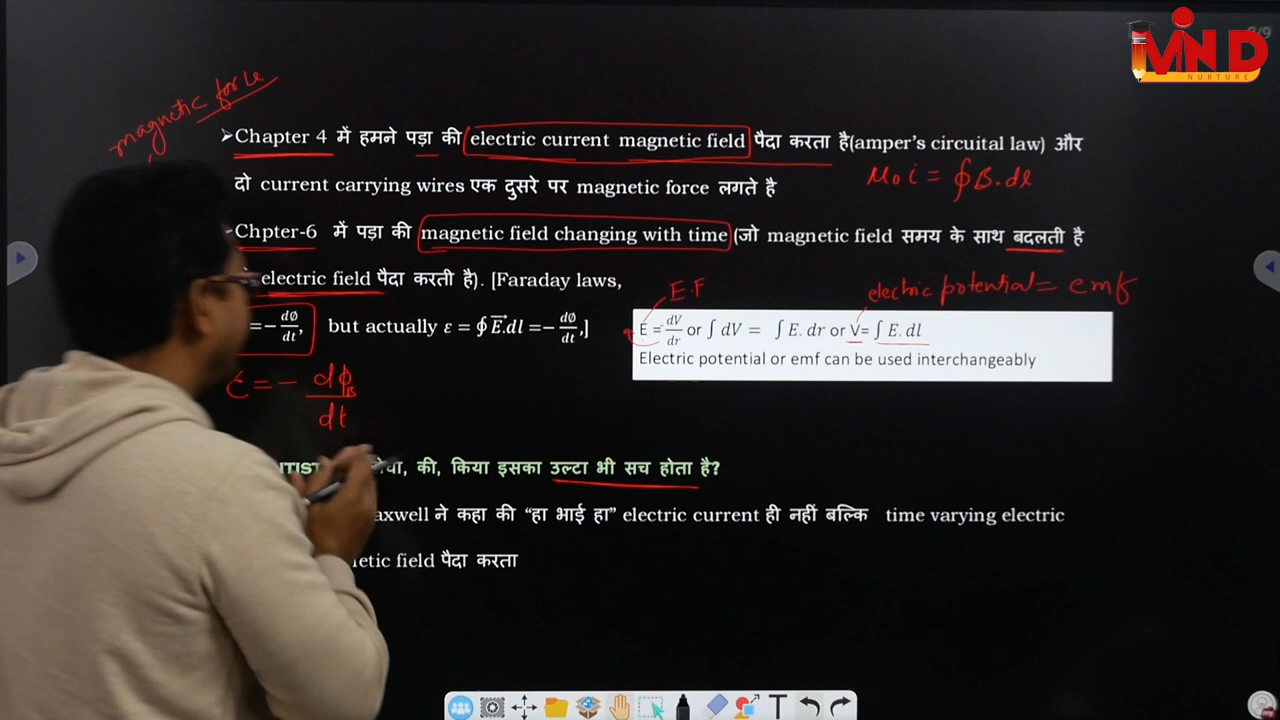 MIND
NURTURE
magnetic force
➢Chapter 4 में हमने पड़ा की electric current magnetic field पैदा करता है(amper's circuital law) और
μ₀i = ∮B.dl
दो current carrying wires एक दुसरे पर magnetic force लगते है
Chpter-6 में पड़ा की magnetic field changing with time (जो magnetic field समय के साथ बदलती है
electric field पैदा करती है). [Faraday laws,
E.F
electric potential = emf
=−dø/dt, but actually ε = ∮E⃗.dl =−dø/dt,]
E =dV/dr or ∫dV = ∫E.dr or V=∫E.dl
Electric potential or emf can be used interchangeably
ε = − dϕB/dt
की, किया इसका उल्टा भी सच होता है?
ने कहा की “हा भाई हा” electric current ही नहीं बल्कि time varying electric
field पैदा करता